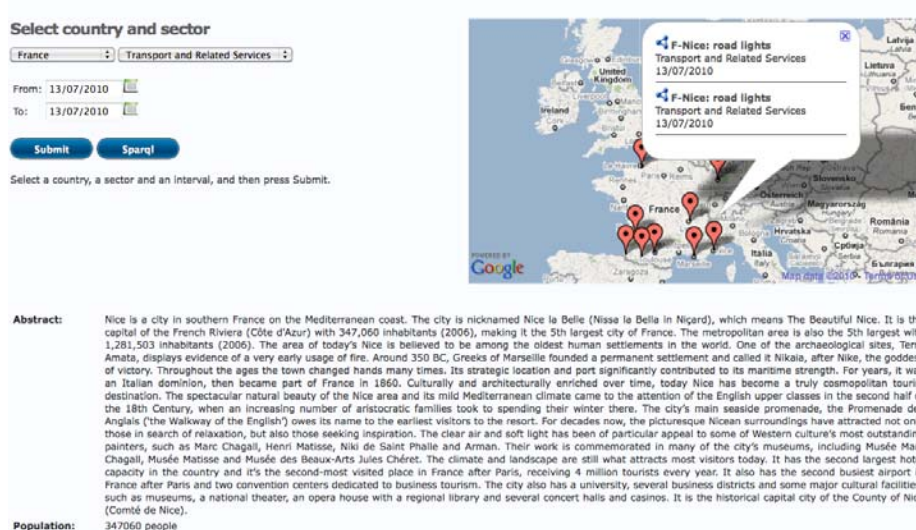 Select country and sector
France
Transport and Related Services
From: 13/07/2010
To: 13/07/2010
Submit
Sparql
Select a country, a sector and an interval, and then press Submit.
F-Nice: road lights
Transport and Related Services
13/07/2010
F-Nice: road lights
Transport and Related Services
13/07/2010
United
Kingdom
Ireland
Latvija
Lietuva
France
Österreich
Slovensko
Magyarország
Hrvatska
România
Italia
Italy
Zaragoza
POWERED BY
Google
Map data ©2010
Abstract:
Nice is a city in southern France on the Mediterranean coast. The city is nicknamed Nice la Belle (Nissa la Bella in Niçard), which means The Beautiful Nice. It is th
capital of the French Riviera (Côte d'Azur) with 347,060 inhabitants (2006), making it the 5th largest city of France. The metropolitan area is also the 5th largest wit
1,281,503 inhabitants (2006). The area of today's Nice is believed to be among the oldest human settlements in the world. One of the archaeological sites, Terr
Amata, displays evidence of a very early usage of fire. Around 350 BC, Greeks of Marseille founded a permanent settlement and called it Nikaia, after Nike, the goddes
of victory. Throughout the ages the town changed hands many times. Its strategic location and port significantly contributed to its maritime strength. For years, it wa
an Italian dominion, then became part of France in 1860. Culturally and architecturally enriched over time, today Nice has become a truly cosmopolitan touris
destination. The spectacular natural beauty of the Nice area and its mild Mediterranean climate came to the attention of the English upper classes in the second half o
the 18th Century, when an increasing number of aristocratic families took to spending their winter there. The city's main seaside promenade, the Promenade de
Anglais ('the Walkway of the English') owes its name to the earliest visitors to the resort. For decades now, the picturesque Nicean surroundings have attracted not on
those in search of relaxation, but also those seeking inspiration. The clear air and soft light has been of particular appeal to some of Western culture's most outstandin
painters, such as Marc Chagall, Henri Matisse, Niki de Saint Phalle and Arman. Their work is commemorated in many of the city's museums, including Musée Mar
Chagall, Musée Matisse and Musée des Beaux-Arts Jules Chéret. The climate and landscape are still what attracts most visitors today. It has the second largest hot
capacity in the country and it's the second-most visited place in France after Paris, receiving 4 million tourists every year. It also has the second busiest airport i
France after Paris and two convention centers dedicated to business tourism. The city also has a university, several business districts and some major cultural facilitie
such as museums, a national theater, an opera house with a regional library and several concert halls and casinos. It is the historical capital city of the County of Nic
(Comté de Nice).
Population: 347060 people